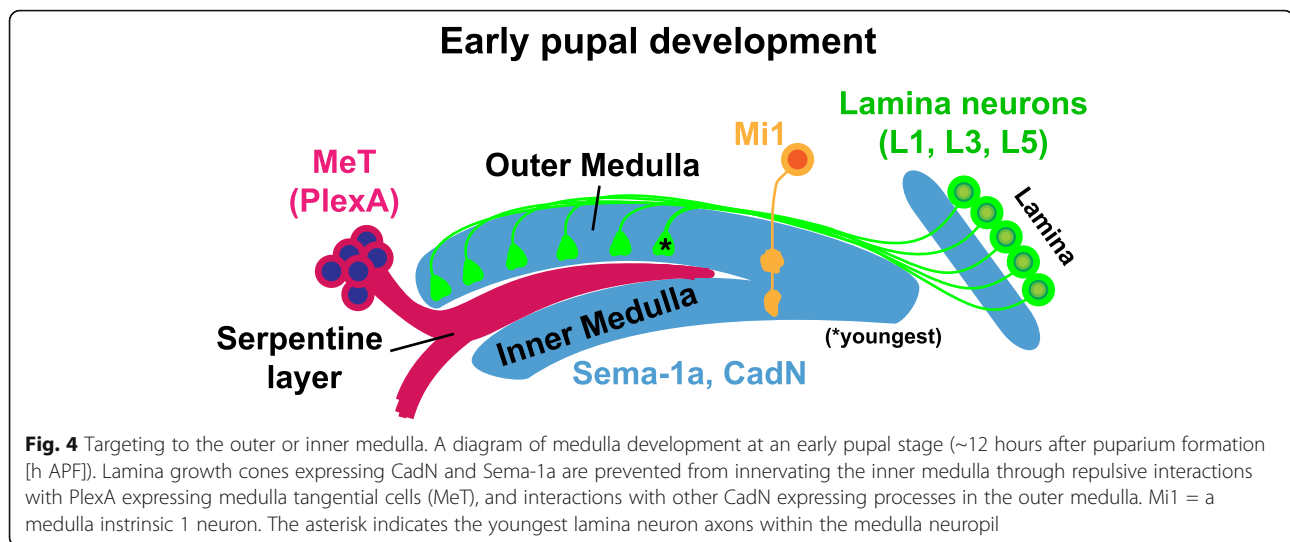 Early pupal development
Lamina neurons
(L1, L3, L5)
Mi1
MeT
(PlexA)
Outer Medulla
*
Lamina
Serpentine
layer
Inner Medulla
(*youngest)
Sema-1a, CadN
Fig. 4 Targeting to the outer or inner medulla. A diagram of medulla development at an early pupal stage (~12 hours after puparium formation
[h APF]). Lamina growth cones expressing CadN and Sema-1a are prevented from innervating the inner medulla through repulsive interactions
with PlexA expressing medulla tangential cells (MeT), and interactions with other CadN expressing processes in the outer medulla. Mi1 = a
medulla instrinsic 1 neuron. The asterisk indicates the youngest lamina neuron axons within the medulla neuropil